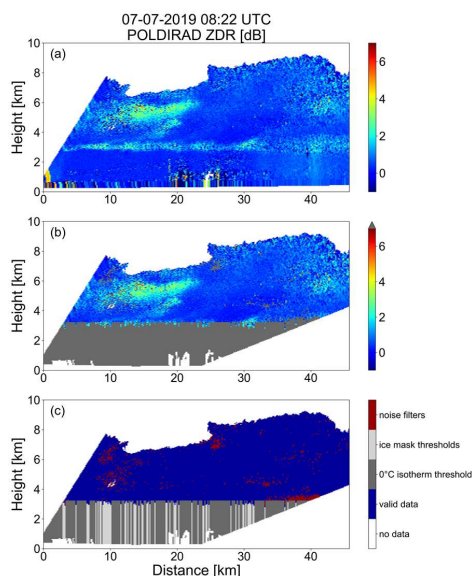 07-07-2019 08:22 UTC
POLDIRAD ZDR [dB]
(a)
Height [km]
10
8
6
4
2
0
0 10 20 30 40
6
4
2
0
(b)
Height [km]
10
8
6
4
2
0
0 10 20 30 40
6
4
2
0
(c)
Height [km]
10
8
6
4
2
0
0 10 20 30 40
Distance [km]
noise filters
ice mask thresholds
0°C isotherm threshold
valid data
no data